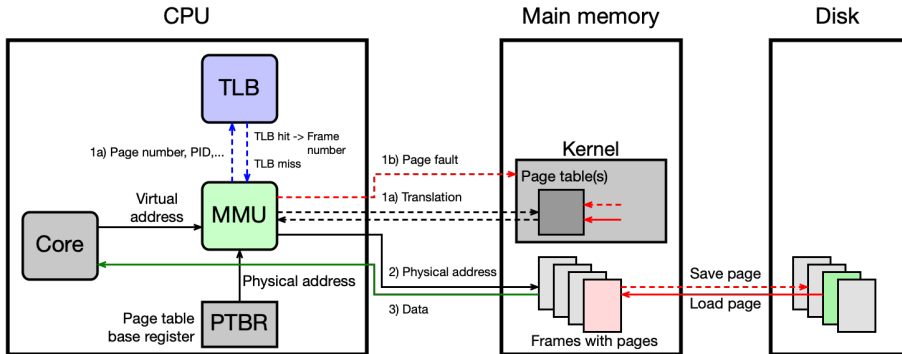 CPU
Main memory
Disk
TLB
TLB hit -> Frame
number
1a) Page number, PID,...
TLB miss
1b) Page fault
Kernel
Page table(s)
Virtual
address
MMU
1a) Translation
Core
2) Physical address
Physical address
Save page
Load page
3) Data
Page table
base register
PTBR
Frames with pages